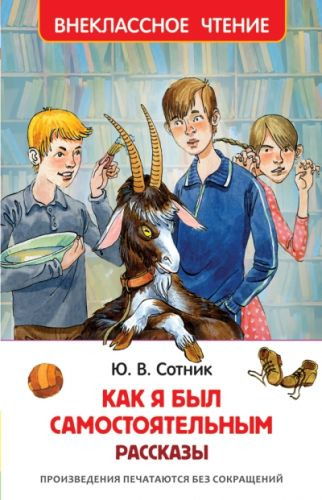 ВНЕКЛАССНОЕ ЧТЕНИЕ
Ю. В. Сотник
КАК Я БЫЛ
САМОСТОЯТЕЛЬНЫМ
РАССКАЗЫ
ПРОИЗВЕДЕНИЯ ПЕЧАТАЮТСЯ БЕЗ СОКРАЩЕНИЙ